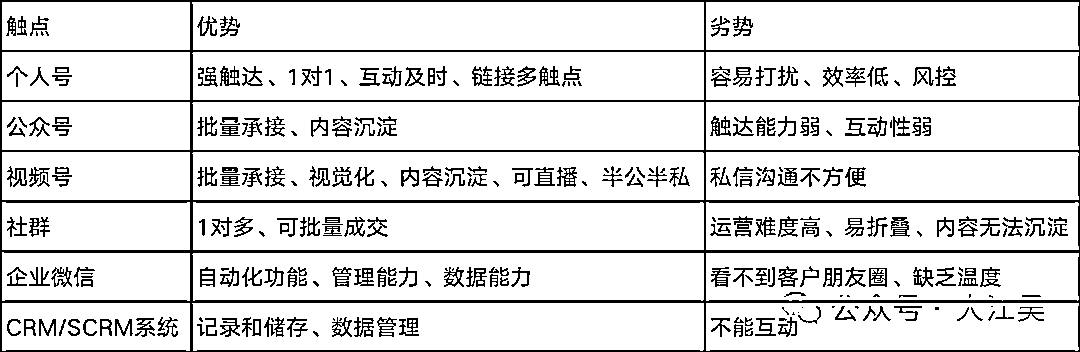 触点 优势 劣势
个人号 强触达、1对1、互动及时、链接多触点 容易打扰、效率低、风控
公众号 批量承接、内容沉淀 触达能力弱、互动性弱
视频号 批量承接、视觉化、内容沉淀、可直播、半公半私 私信沟通不方便
社群 1对多、可批量成交 运营难度高、易折叠、内容无法沉淀
企业微信 自动化功能、管理能力、数据能力 看不到客户朋友圈、缺乏温度
CRM/SCRM系统 记录和储存、数据管理 不能互动
公众号·大江吴